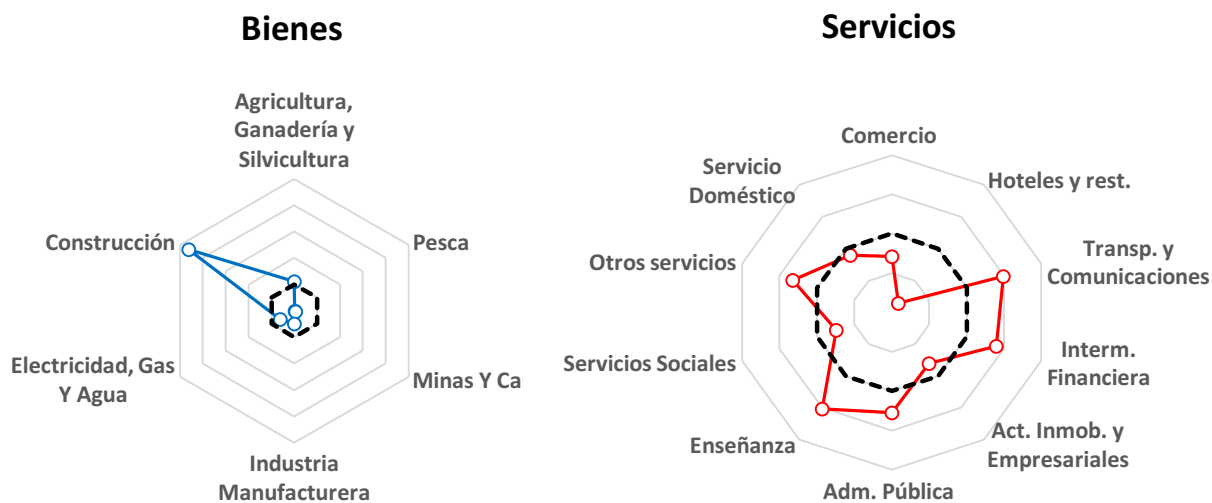 Bienes
Agricultura,
Ganadería y
Silvicultura
Pesca
Minas Y Ca
Industria
Manufacturera
Electricidad, Gas
Y Agua
Construcción
Servicios
Comercio
Hoteles y rest.
Transp. y
Comunicaciones
Interm.
Financiera
Act. Inmob. y
Empresariales
Adm. Pública
Enseñanza
Servicios Sociales
Otros servicios
Servicio
Doméstico